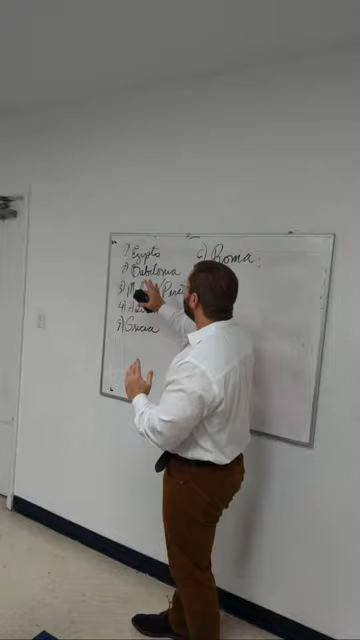 1) Egypto
2) Babilonia
3) M
4) A
5) Grecia
6) Roma